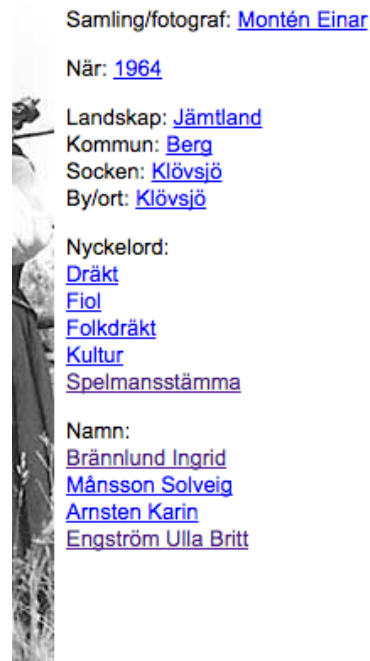 Samling/fotograf: Montén Einar
När: 1964
Landskap: Jämtland
Kommun: Berg
Socken: Klövsjö
By/ort: Klövsjö
Nyckelord:
Dräkt
Fiol
Folkdräkt
Kultur
Spelmansstämma
Namn:
Brännlund Ingrid
Månsson Solveig
Arnsten Karin
Engström Ulla Britt